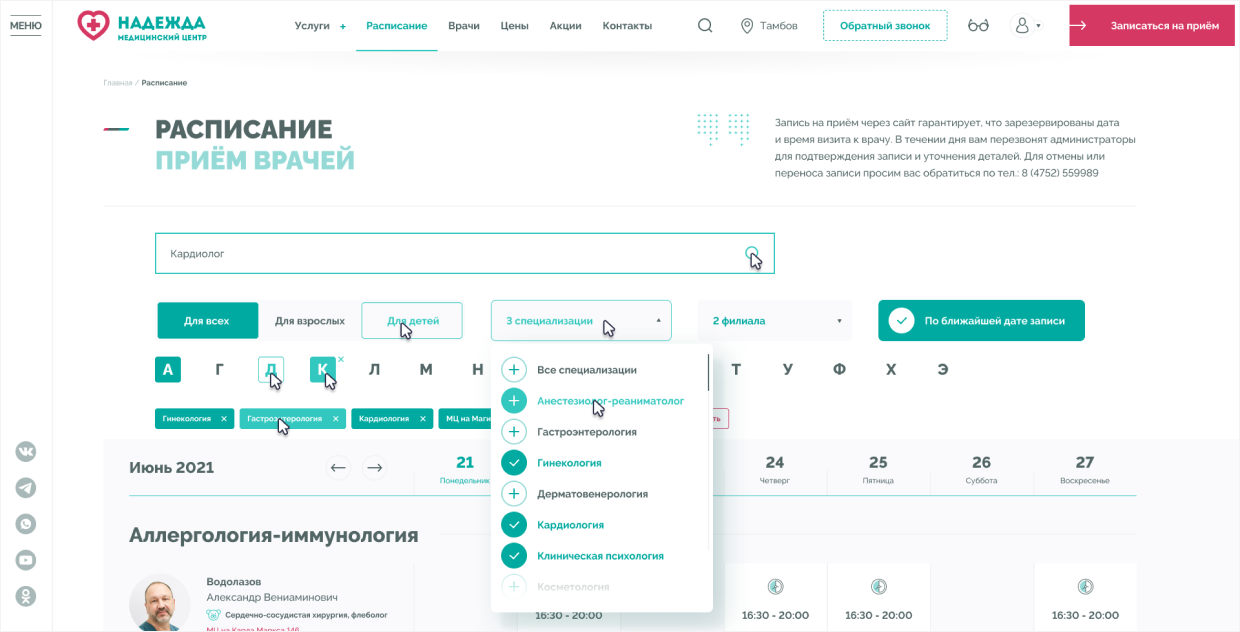 МЕНЮ
НАДЕЖДА
МЕДИЦИНСКИЙ ЦЕНТР
Услуги +
Расписание
Врачи
Цены
Акции
Контакты
Тамбов
Обратный звонок
Записаться на приём
Главная / Расписание
РАСПИСАНИЕ
ПРИЁМ ВРАЧЕЙ
Запись на приём через сайт гарантирует, что зарезервированы дата
и время визита к врачу. В течении дня вам перезвонят администраторы
для подтверждения записи и уточнения деталей. Для отмены или
переноса записи просим вас обратиться по тел.: 8 (4752) 559989
Кардиолог
Для всех
Для взрослых
Для детей
3 специализации
2 филиала
По ближайшей дате записи
А Г Д К Л М Н Т У Ф Х Э
Гинекология ×
Гастроэнтерология ×
Кардиология ×
МЦ на Маги
ть
Все специализации
Анестезиолог-реаниматолог
Гастроэнтерология
Гинекология
Дерматовенерология
Кардиология
Клиническая психология
Косметология
Июнь 2021
21
Понедельник
24
Четверг
25
Пятница
26
Суббота
27
Воскресенье
Аллергология-иммунология
Водолазов
Александр Вениаминович
Сердечно-сосудистая хирургия, флеболог
МЦ на Карла Маркса 146
16:30 - 20:00
16:30 - 20:00
16:30 - 20:00
16:30 - 20:00